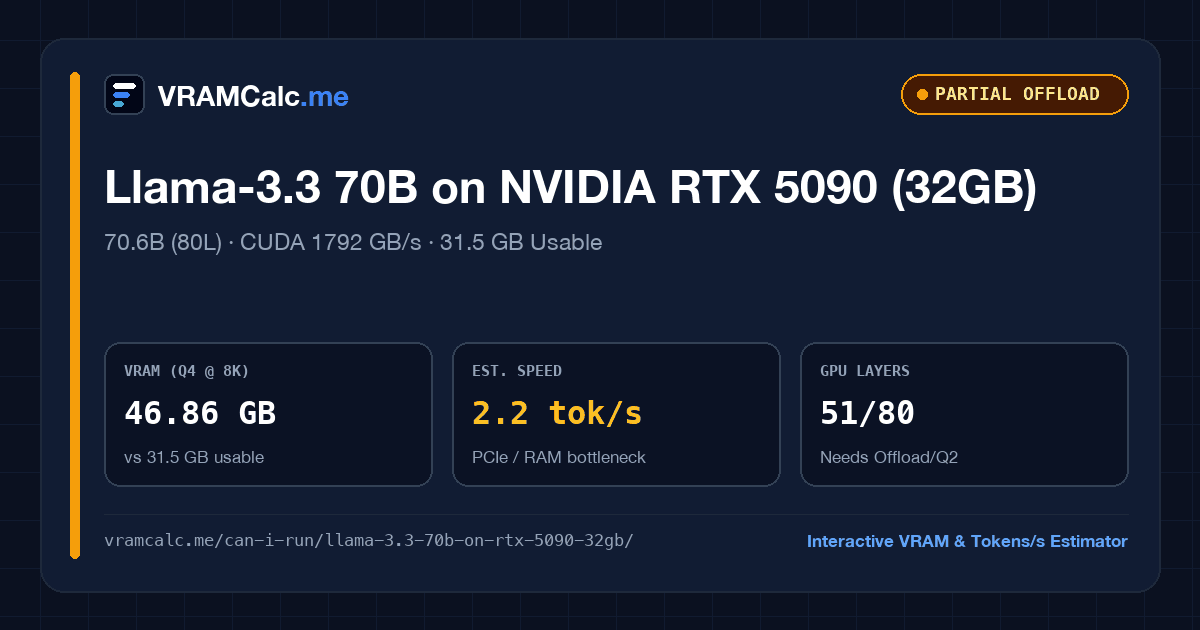 VRAMCalc.me
PARTIAL OFFLOAD
Llama-3.3 70B on NVIDIA RTX 5090 (32GB)
70.6B (80L) · CUDA 1792 GB/s · 31.5 GB Usable
VRAM (Q4 @ 8K)
46.86 GB
vs 31.5 GB usable
EST. SPEED
2.2 tok/s
PCIe / RAM bottleneck
GPU LAYERS
51/80
Needs Offload/Q2
vramcalc.me/can-i-run/llama-3.3-70b-on-rtx-5090-32gb/
Interactive VRAM & Tokens/s Estimator